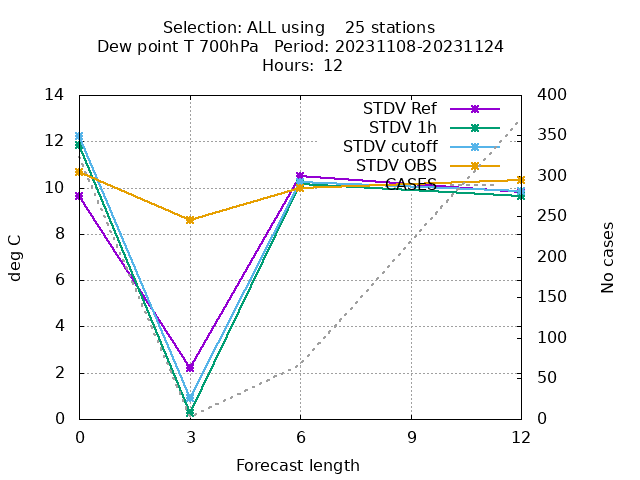 Selection: ALL using    25 stations
Dew point T 700hPa   Period: 20231108-20231124
Hours: 12
14
12
10
8
6
4
2
0
400
350
300
250
200
150
100
50
0
STDV Ref
STDV 1h
STDV cutoff
STDV OBS
CASES
deg C
No cases
0
3
6
9
12
Forecast length